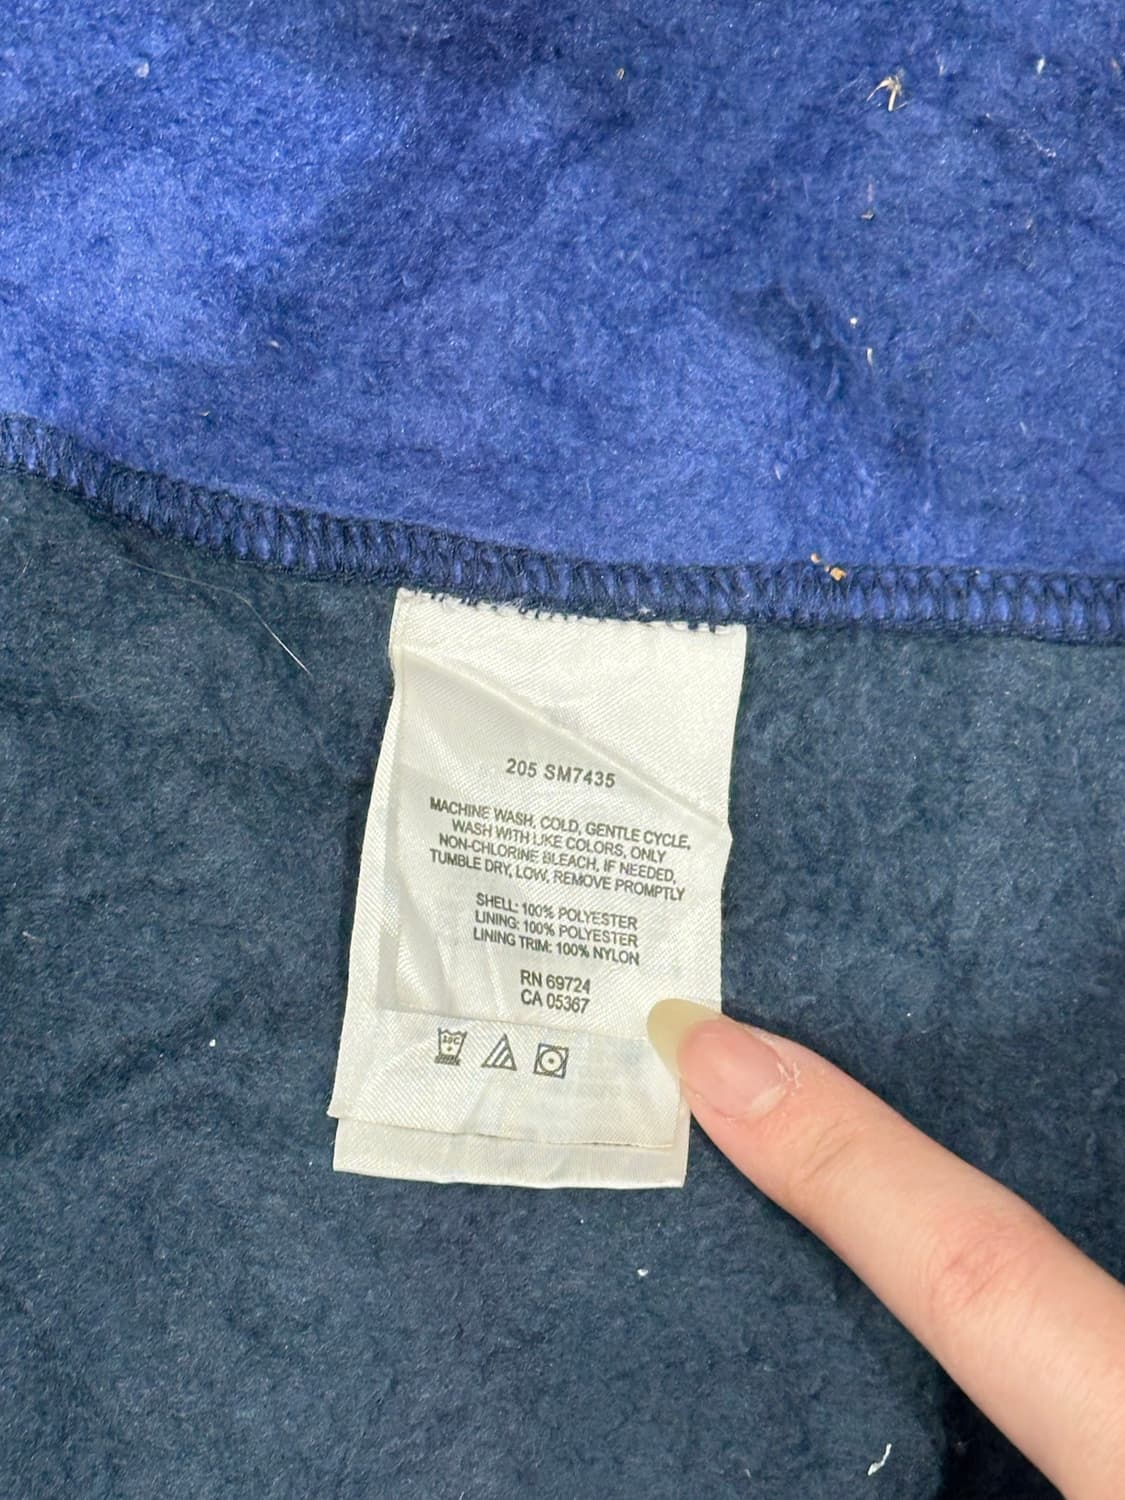 205 SM7435
MACHINE WASH, COLD, GENTLE CYCLE,
WASH WITH LIKE COLORS, ONLY
NON-CHLORINE BLEACH, IF NEEDED,
TUMBLE DRY, LOW, REMOVE PROMPTLY
SHELL: 100% POLYESTER
LINING: 100% POLYESTER
LINING TRIM: 100% NYLON
RN 69724
CA 05367